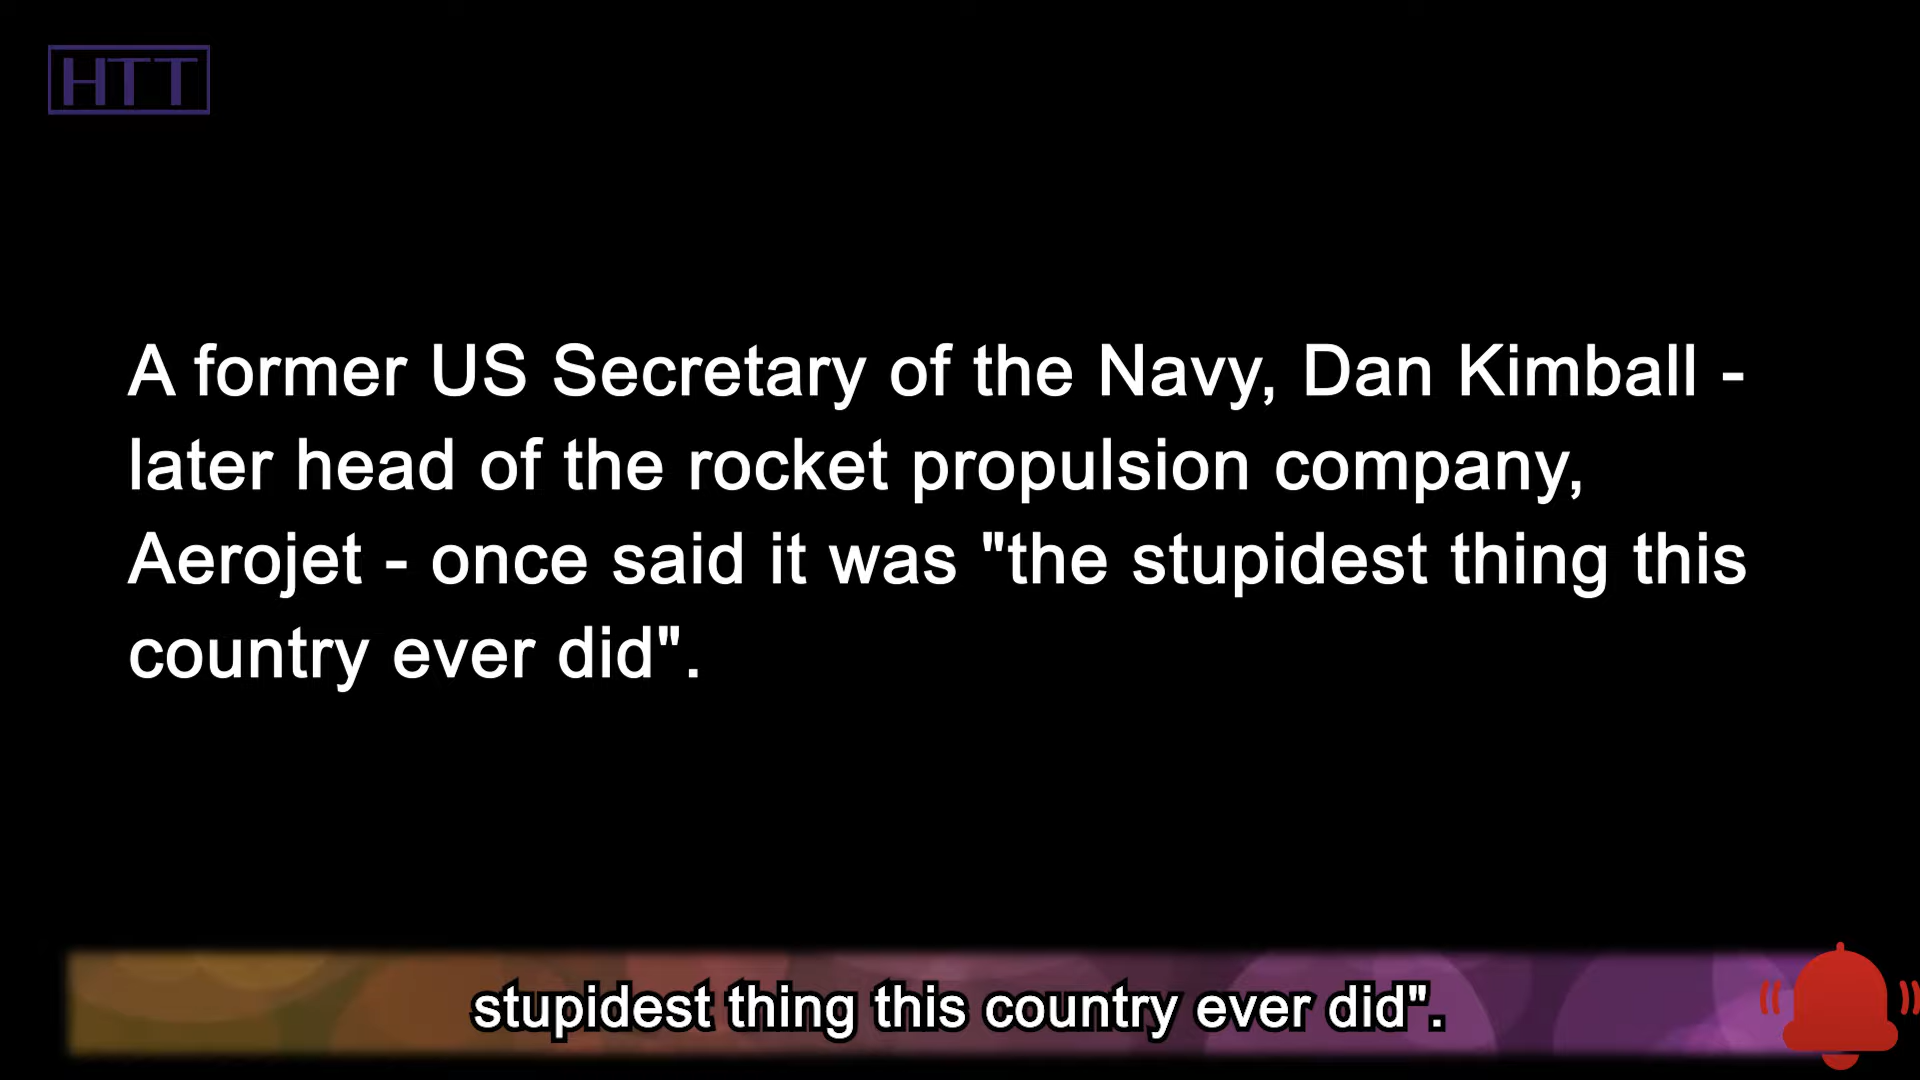 HTT
A former US Secretary of the Navy, Dan Kimball -
later head of the rocket propulsion company,
Aerojet - once said it was "the stupidest thing this
country ever did".
stupidest thing this country ever did".